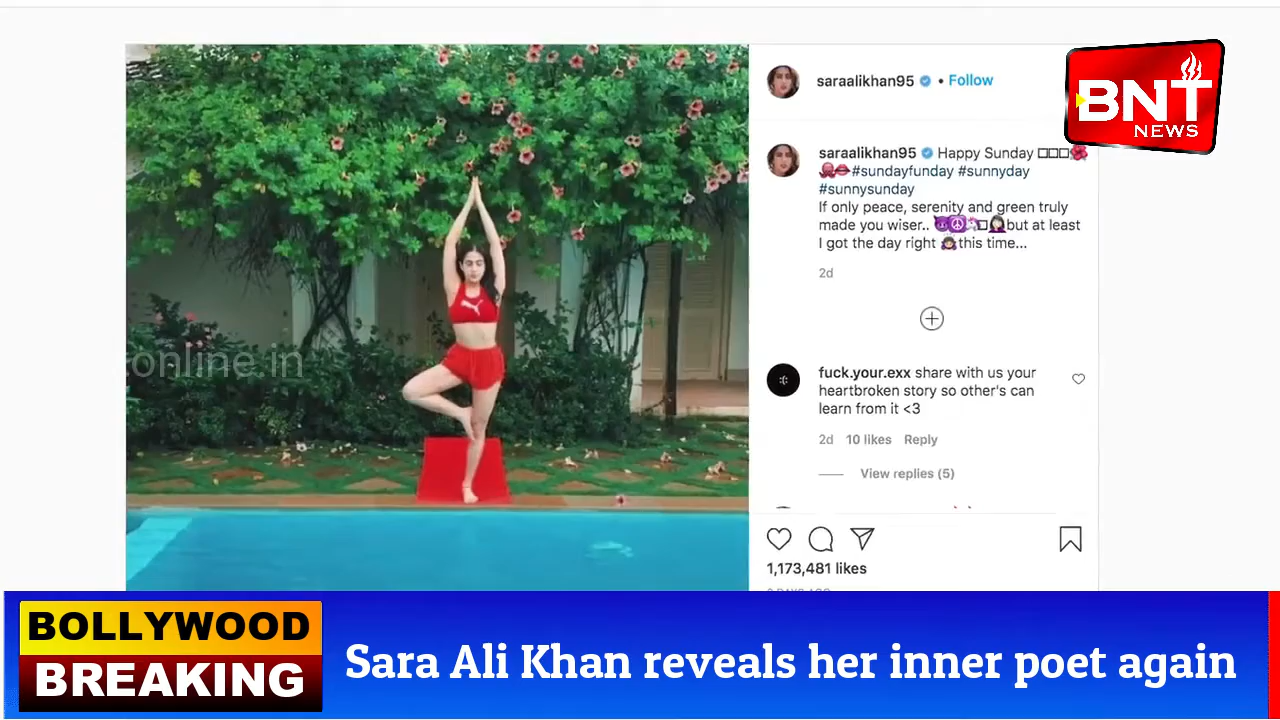 BNT
NEWS
saraalikhan95 • Follow
saraalikhan95 Happy Sunday
#sundayfunday #sunnyday
#sunnysunday
If only peace, serenity and green truly
made you wiser.. but at least
I got the day right this time...
2d
fuck.your.exx share with us your
heartbroken story so other's can
learn from it <3
2d 10 likes Reply
View replies (5)
1,173,481 likes
online.in
BOLLYWOOD
BREAKING
Sara Ali Khan reveals her inner poet again